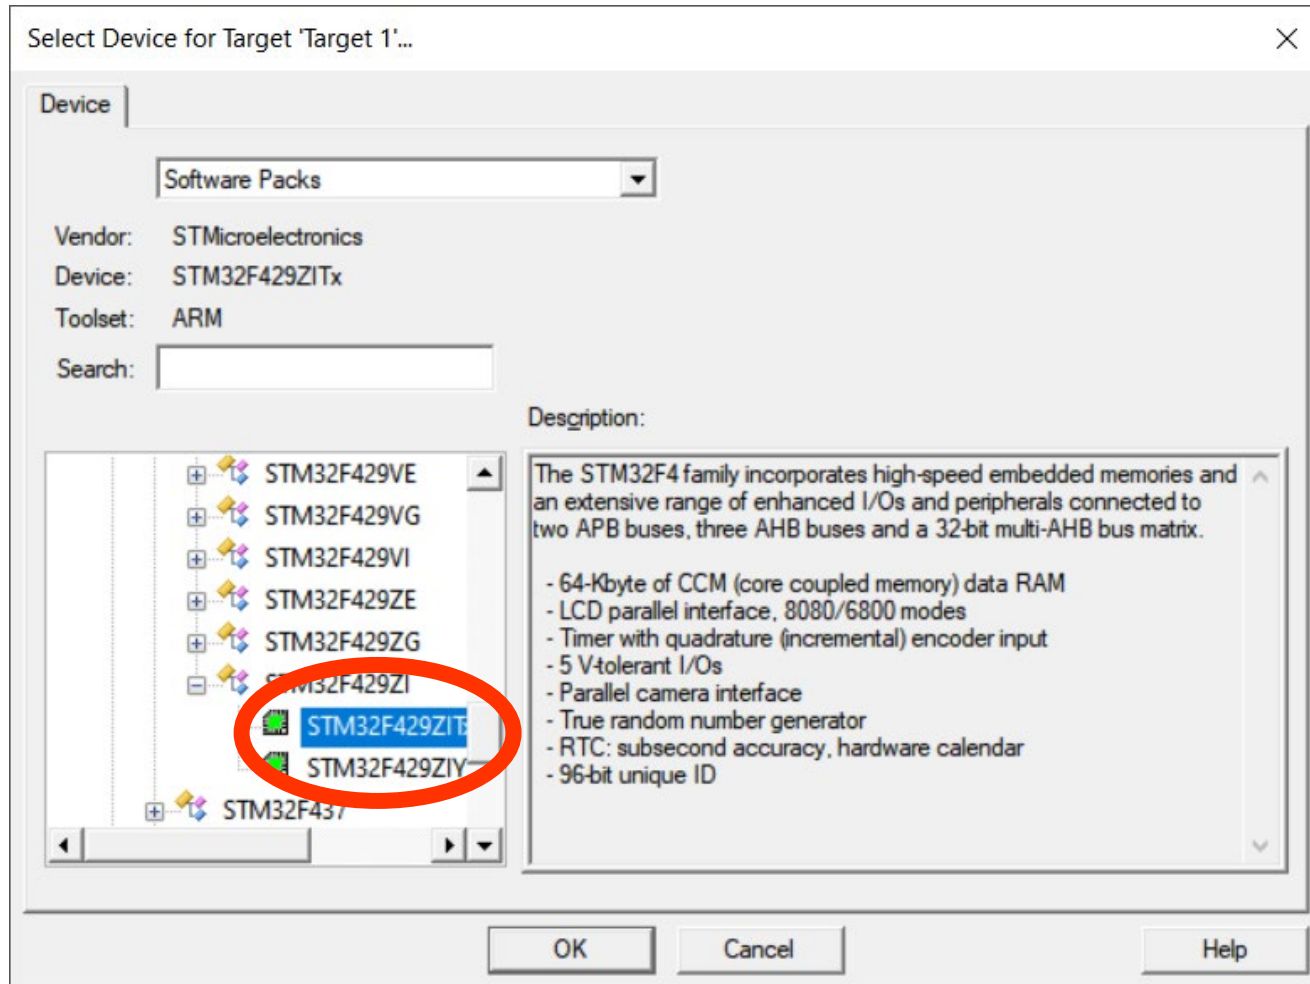 Select Device for Target 'Target 1'...
Device
Software Packs
Vendor: STMicroelectronics
Device: STM32F429ZITx
Toolset: ARM
Search:
Description:
STM32F429VE
STM32F429VG
STM32F429VI
STM32F429ZE
STM32F429ZG
STM32F429ZI
STM32F429ZIT
STM32F429ZIY
STM32F437
The STM32F4 family incorporates high-speed embedded memories and
an extensive range of enhanced I/Os and peripherals connected to
two APB buses, three AHB buses and a 32-bit multi-AHB bus matrix.
- 64-Kbyte of CCM (core coupled memory) data RAM
- LCD parallel interface, 8080/6800 modes
- Timer with quadrature (incremental) encoder input
- 5 V-tolerant I/Os
- Parallel camera interface
- True random number generator
- RTC: subsecond accuracy, hardware calendar
- 96-bit unique ID
OK
Cancel
Help